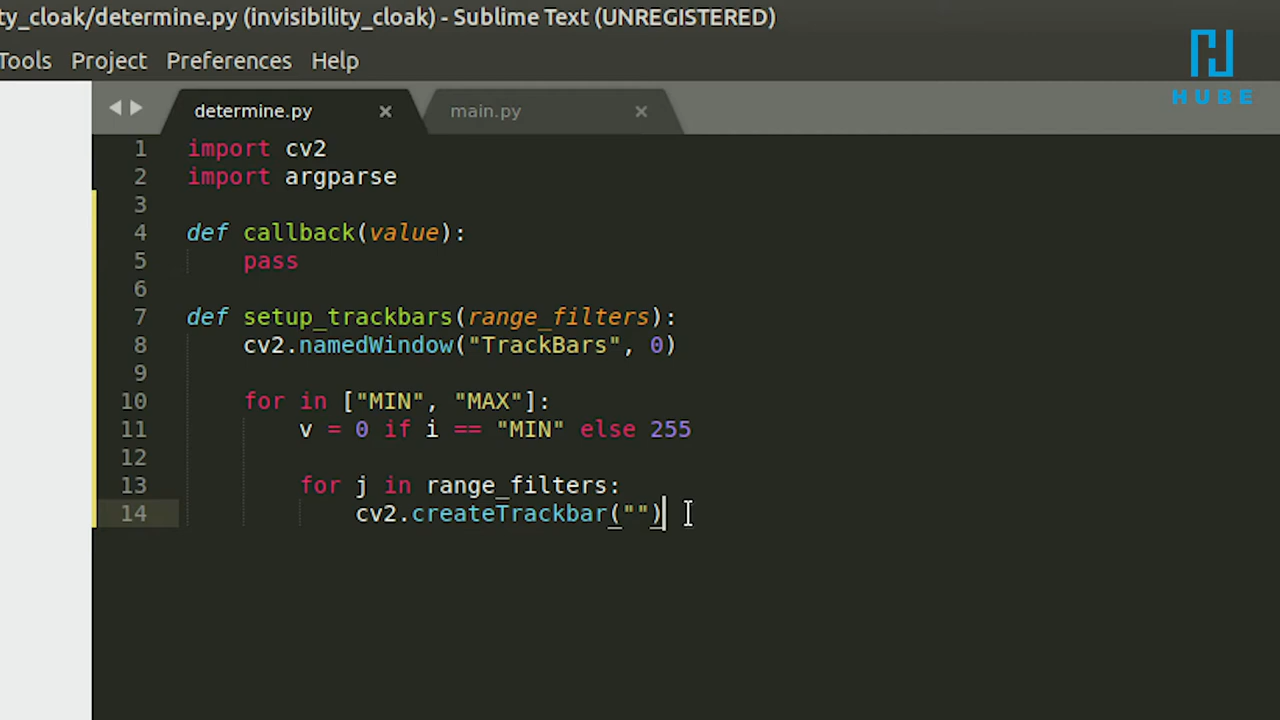 ty_cloak/determine.py (invisibility_cloak) - Sublime Text (UNREGISTERED)
Tools Project Preferences Help
HUBE
determine.py × main.py ×
1 import cv2
2 import argparse
3
4 def callback(value):
5     pass
6
7 def setup_trackbars(range_filters):
8     cv2.namedWindow("TrackBars", 0)
9
10     for in ["MIN", "MAX"]:
11         v = 0 if i == "MIN" else 255
12
13         for j in range_filters:
14             cv2.createTrackbar("")